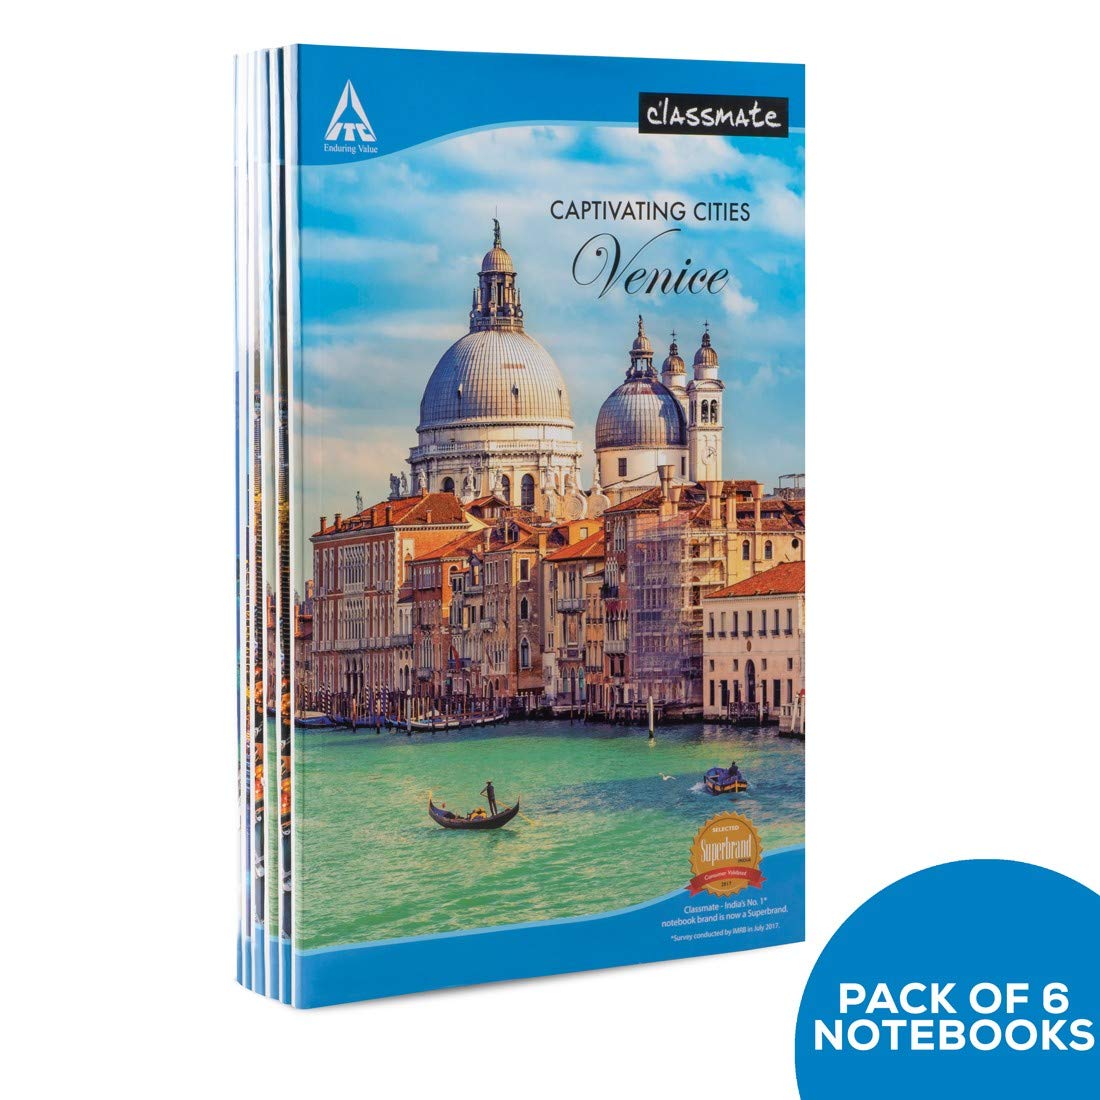 ITC
Enduring Value
classmate
CAPTIVATING CITIES
Venice
SELECTED
Superbrand
INDIA
Consumer Validated
2017
Classmate - India's No. 1*
notebook brand is now a Superbrand.
*Survey conducted by IMRB in July 2017.
PACK OF 6
NOTEBOOKS